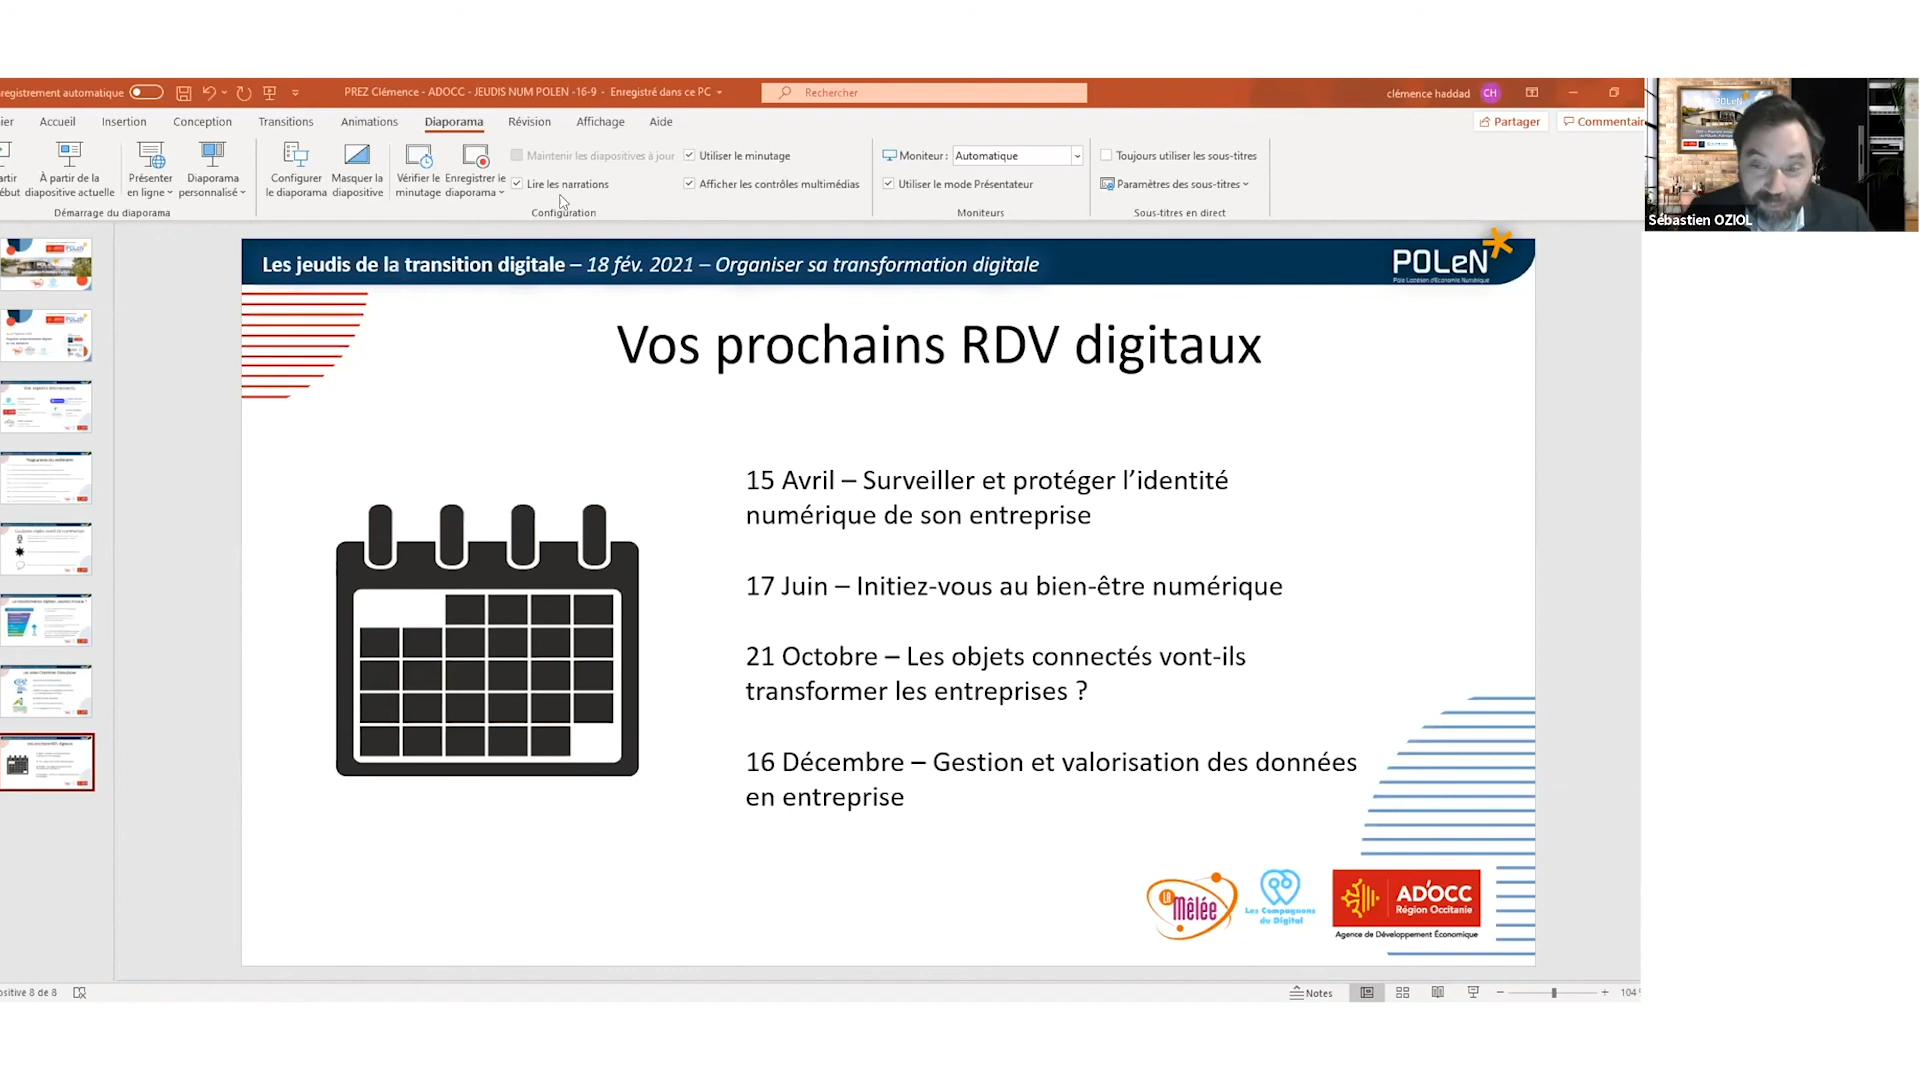 registrement automatique
PREZ Clémence - ADOCC - JEUDIS NUM POLEN -16-9 - Enregistré dans ce PC
Rechercher
clémence haddad
CH
ier
Accueil
Insertion
Conception
Transitions
Animations
Diaporama
Révision
Affichage
Aide
Partager
Commentair
À partir de la
diapositive actuelle
Présenter
en ligne
Diaporama
personnalisé
Démarrage du diaporama
Configurer
le diaporama
Masquer la
diapositive
Vérifier le
minutage
Enregistrer le
diaporama
Maintenir les diapositives à jour
Lire les narrations
Utiliser le minutage
Afficher les contrôles multimédias
Configuration
Moniteur :
Automatique
Utiliser le mode Présentateur
Moniteurs
Toujours utiliser les sous-titres
Paramètres des sous-titres
Sous-titres en direct
Sébastien OZIOL
Les jeudis de la transition digitale – 18 fév. 2021 – Organiser sa transformation digitale
POLeN
Pôle Lozérien d'Economie Numérique
Vos prochains RDV digitaux
15 Avril – Surveiller et protéger l’identité
numérique de son entreprise
17 Juin – Initiez-vous au bien-être numérique
21 Octobre – Les objets connectés vont-ils
transformer les entreprises ?
16 Décembre – Gestion et valorisation des données
en entreprise
LA
Mêlée
Les Compagnons
du Digital
AD'OCC
Région Occitanie
Agence de Développement Économique
ositive 8 de 8
Notes
104